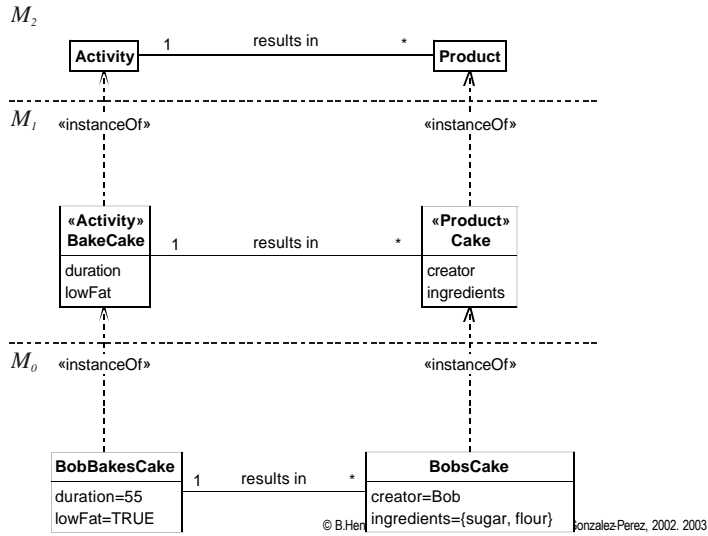 M2
Activity 1 results in * Product
M1 «instanceOf» «instanceOf»
«Activity» «Product»
BakeCake 1 results in * Cake
duration creator
lowFat ingredients
M0 «instanceOf» «instanceOf»
BobBakesCake 1 results in * BobsCake
duration=55 creator=Bob
lowFat=TRUE ingredients={sugar, flour}
© B.Hen onzalez-Perez, 2002. 2003